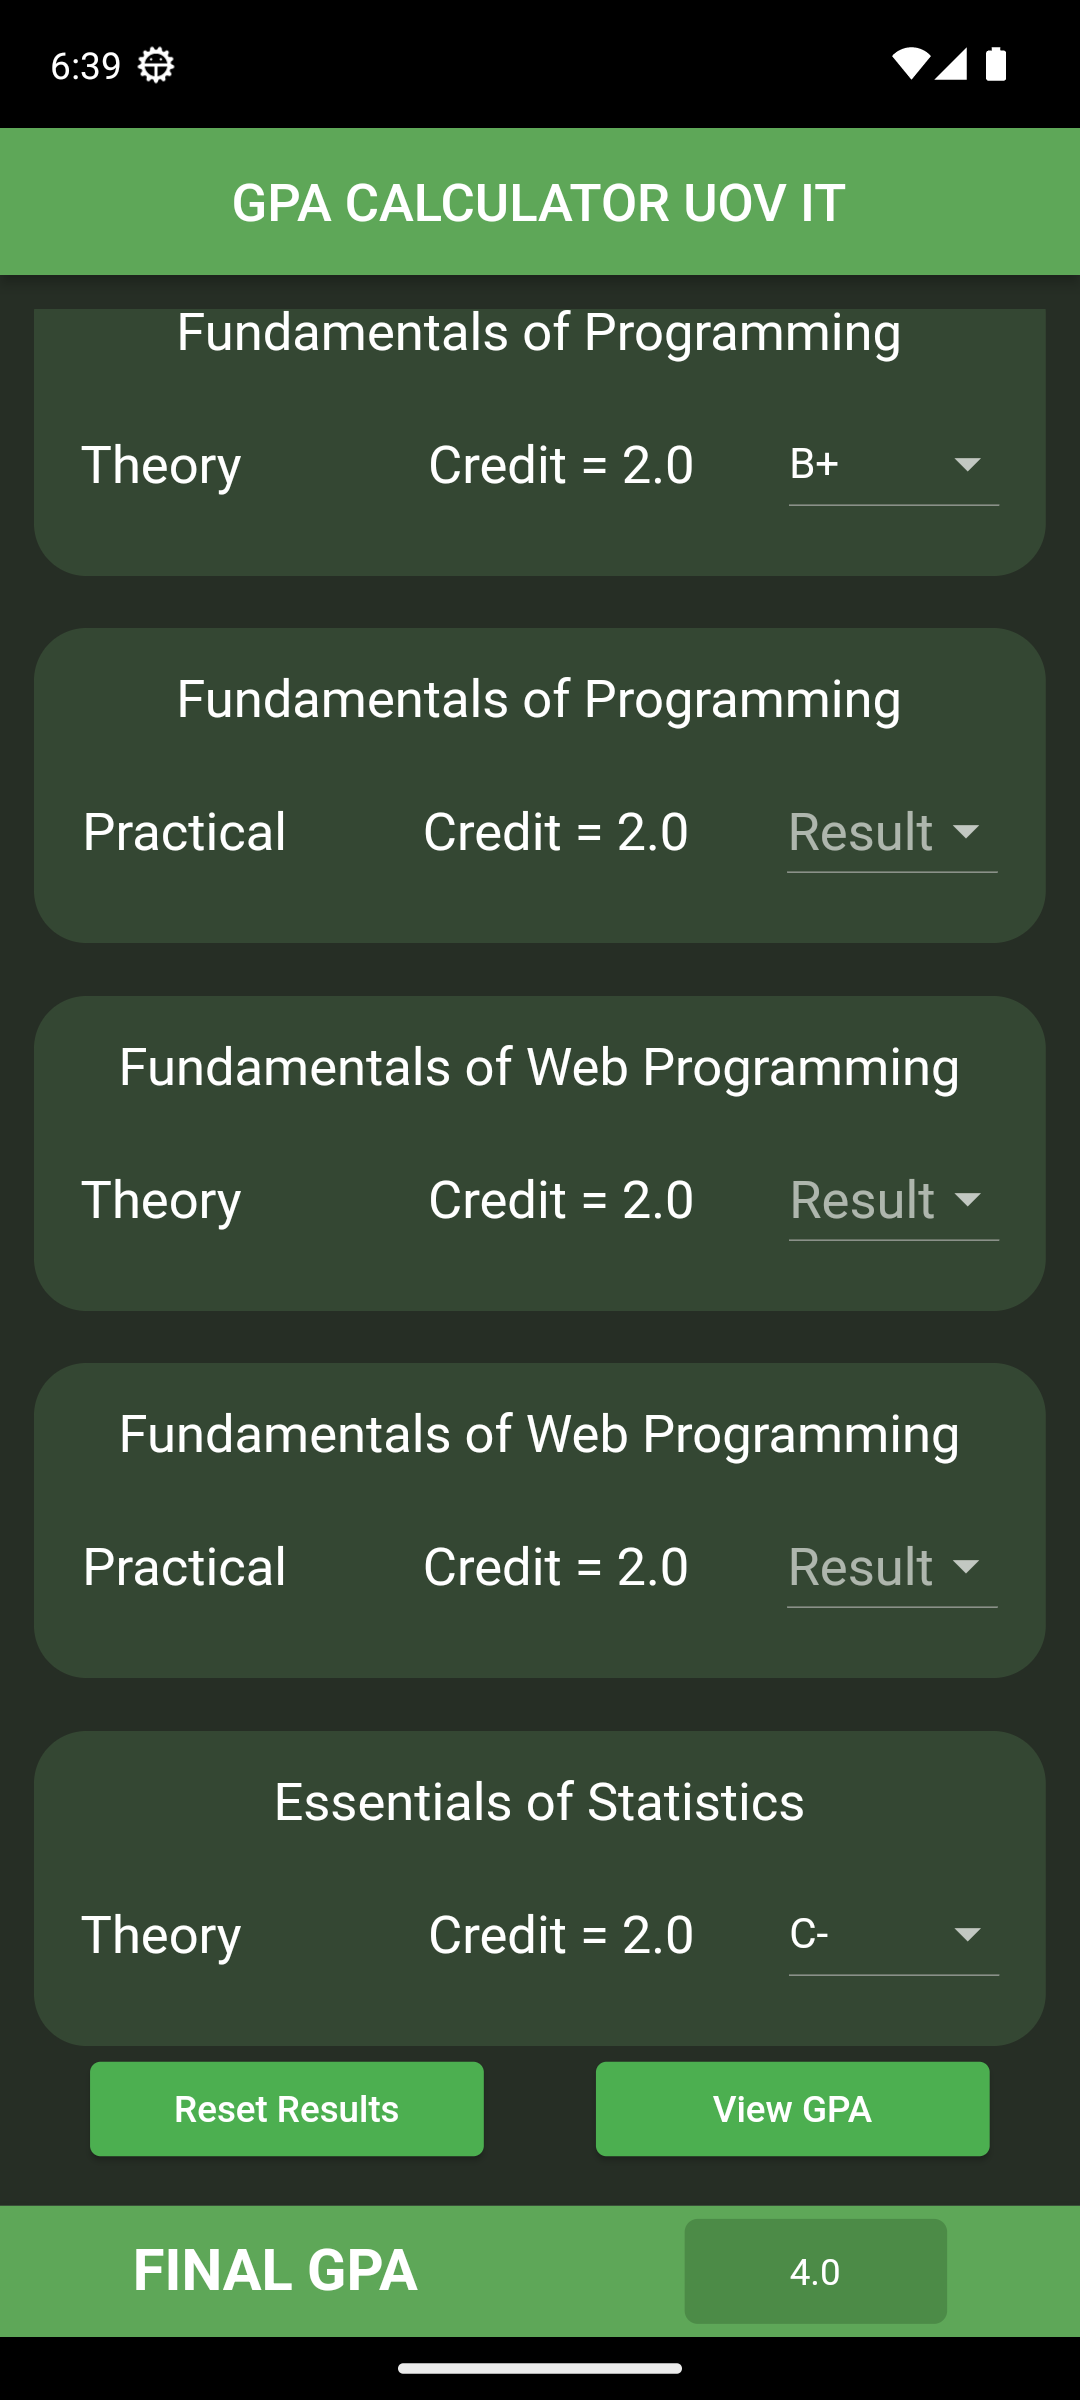 6:39
GPA CALCULATOR UOV IT
Fundamentals of Programming
Theory Credit = 2.0 B+
Fundamentals of Programming
Practical Credit = 2.0 Result
Fundamentals of Web Programming
Theory Credit = 2.0 Result
Fundamentals of Web Programming
Practical Credit = 2.0 Result
Essentials of Statistics
Theory Credit = 2.0 C-
Reset Results View GPA
FINAL GPA 4.0